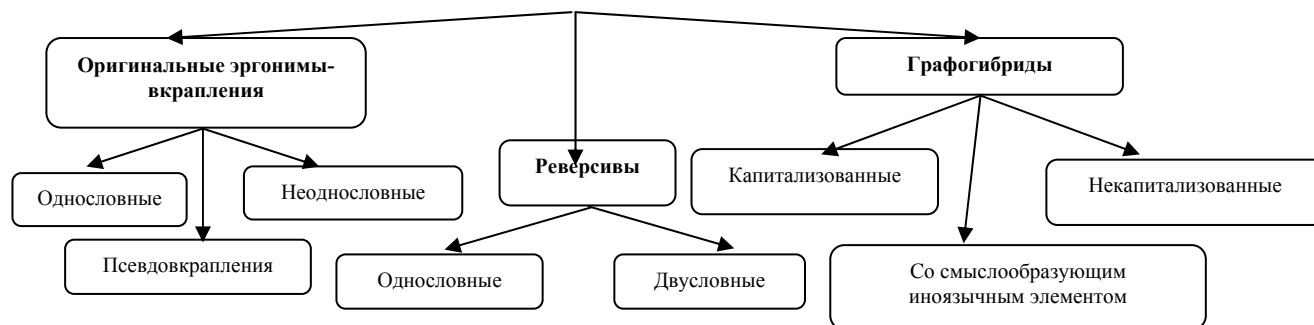 Оригинальные эргонимы-
вкрапления
Графогибриды
Реверсивы
Однословные
Неоднословные
Псевдовкрапления
Однословные
Двусловные
Капитализованные
Некапитализованные
Со смыслообразующим
иноязычным элементом